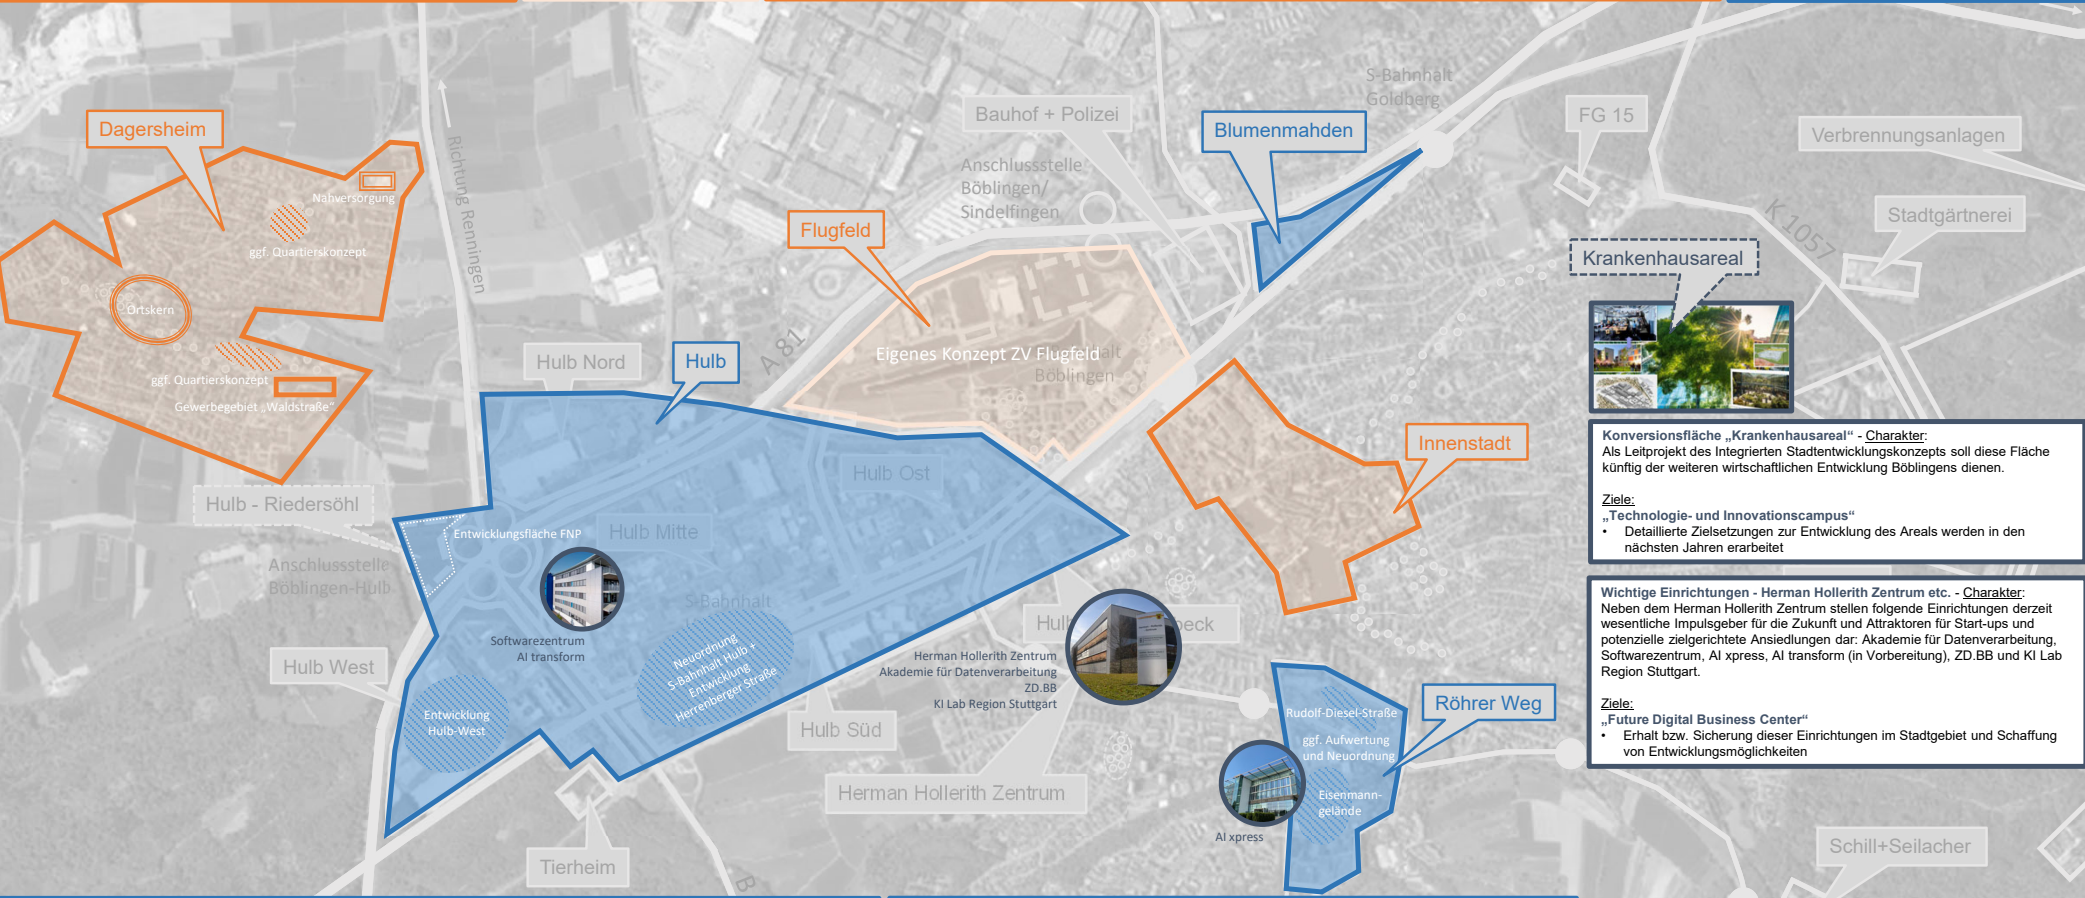 S-Bahnhalt
Goldberg
Bauhof + Polizei
FG 15
Dagersheim
Blumenmahden
Verbrennungsanlagen
Richtung Renningen
Anschlussstelle
Böblingen/
Sindelfingen
Nahversorgung
K 1057
Stadtgärtnerei
Flugfeld
ggf. Quartierskonzept
Krankenhausareal
Ortskern
A 81
Hulb Nord
Hulb
Eigenes Konzept ZV Flugfeld
halt
Böblingen
ggf. Quartierskonzept
Gewerbegebiet „Waldstraße“
Innenstadt
Konversionsfläche „Krankenhausareal“ - Charakter:
Als Leitprojekt des Integrierten Stadtentwicklungskonzepts soll diese Fläche
künftig der weiteren wirtschaftlichen Entwicklung Böblingens dienen.
Ziele:
„Technologie- und Innovationscampus“
• Detaillierte Zielsetzungen zur Entwicklung des Areals werden in den
nächsten Jahren erarbeitet
Hulb Ost
Hulb - Riedersöhl
Entwicklungsfläche FNP
Hulb Mitte
Anschlussstelle
Böblingen-Hulb
S-Bahnhalt
Softwarezentrum
AI transform
Neuordnung
S-Bahnhalt Hulb +
Entwicklung
Herrenberger Straße
Wichtige Einrichtungen - Herman Hollerith Zentrum etc. - Charakter:
Neben dem Herman Hollerith Zentrum stellen folgende Einrichtungen derzeit
wesentliche Impulsgeber für die Zukunft und Attraktoren für Start-ups und
potenzielle zielgerichtete Ansiedlungen dar: Akademie für Datenverarbeitung,
Softwarezentrum, AI xpress, AI transform (in Vorbereitung), ZD.BB und KI Lab
Region Stuttgart.
Ziele:
„Future Digital Business Center“
• Erhalt bzw. Sicherung dieser Einrichtungen im Stadtgebiet und Schaffung
von Entwicklungsmöglichkeiten
Herman Hollerith Zentrum
Akademie für Datenverarbeitung
ZD.BB
KI Lab Region Stuttgart
Hulb West
Entwicklung
Hulb-West
Hulb Süd
Rudolf-Diesel-Straße
ggf. Aufwertung
und Neuordnung
Röhrer Weg
Herman Hollerith Zentrum
Eisenmann-
gelände
AI xpress
Tierheim
B
Schill+Seilacher